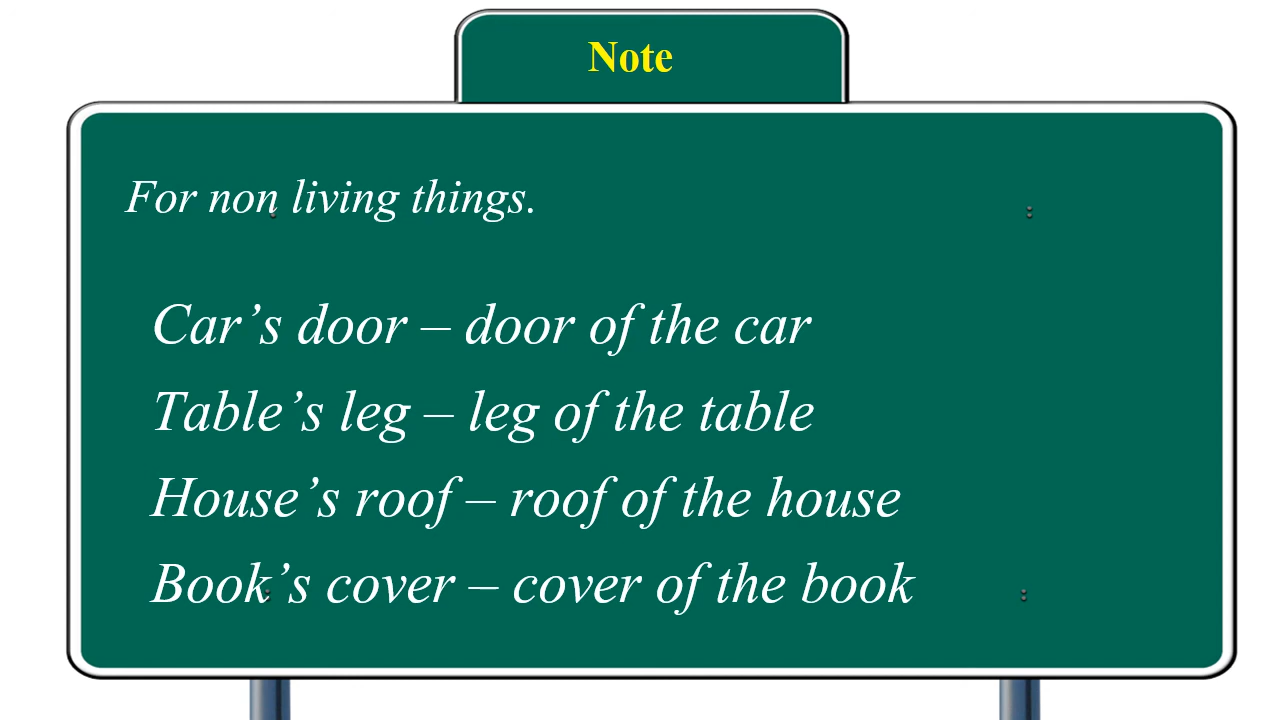 Note
For non living things.
Car’s door – door of the car
Table’s leg – leg of the table
House’s roof – roof of the house
Book’s cover – cover of the book